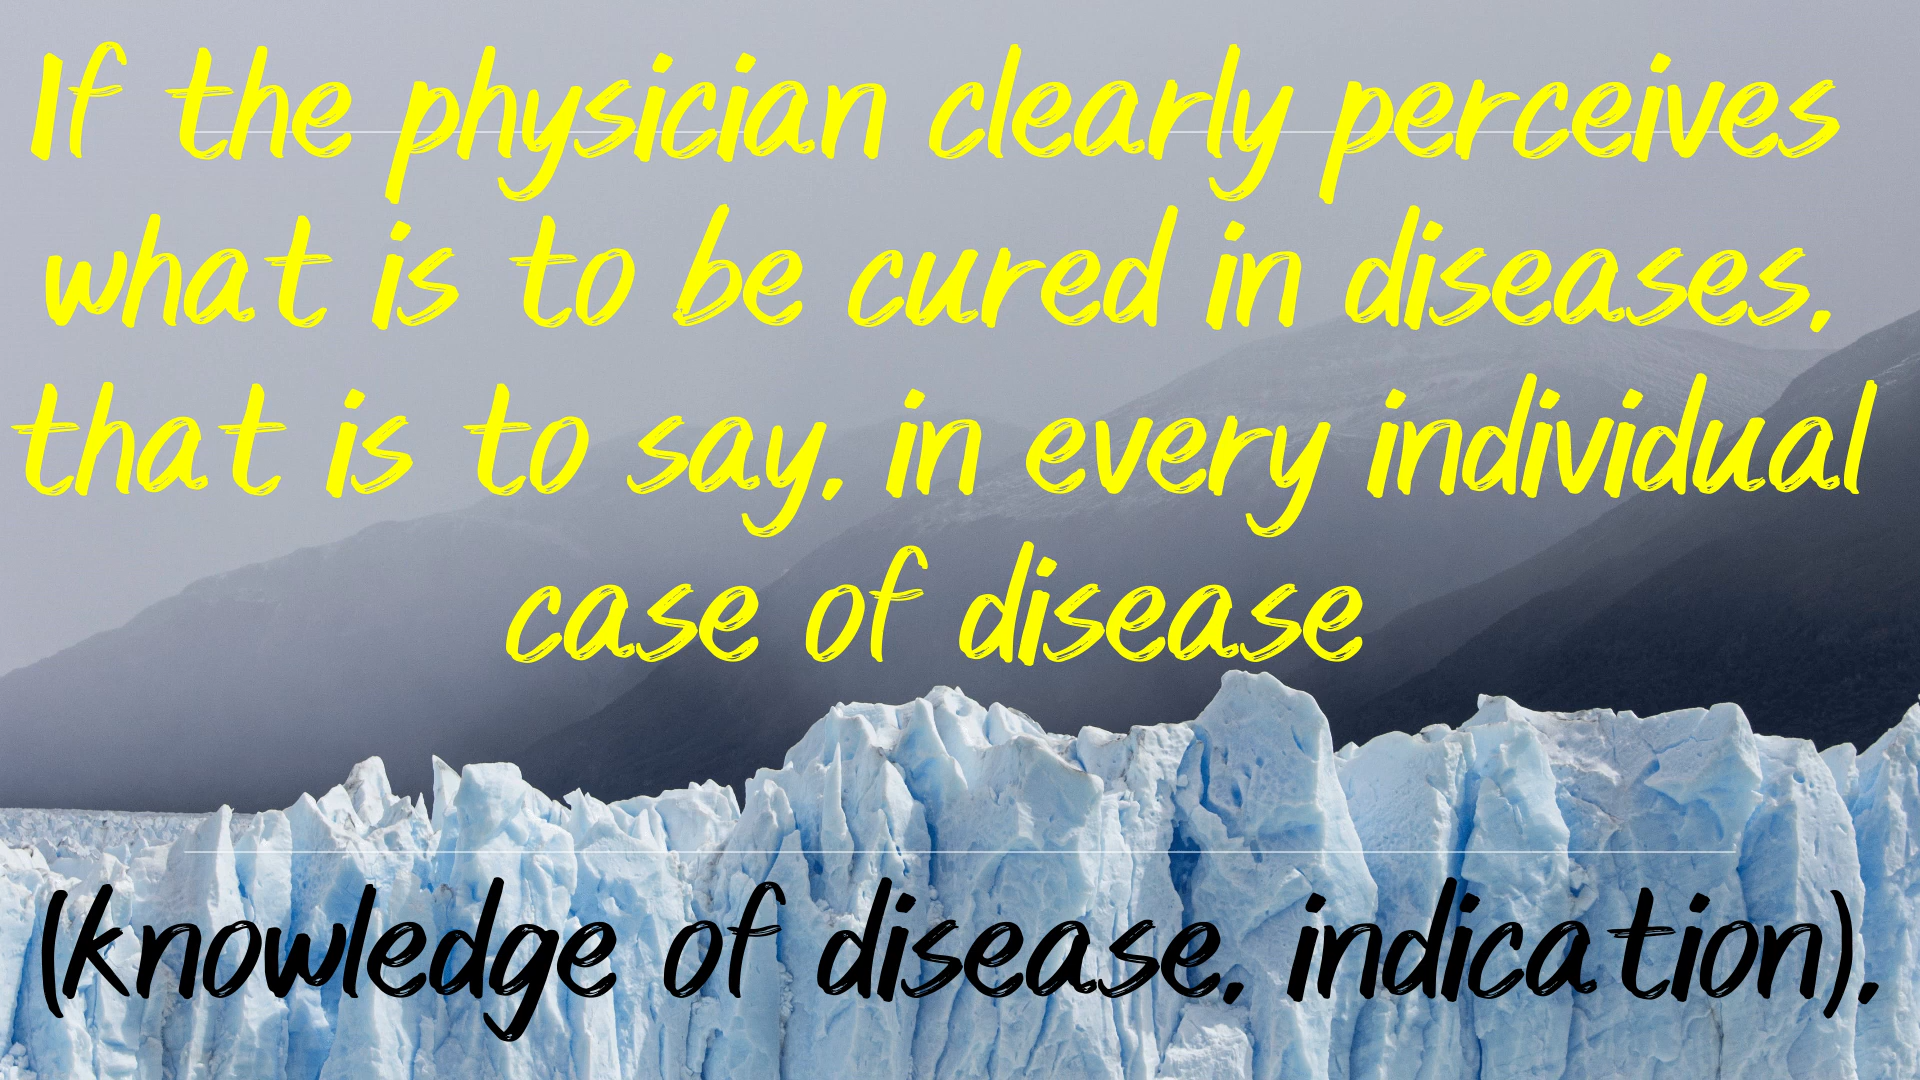 If the physician clearly perceives
what is to be cured in diseases,
that is to say, in every individual
case of disease
(knowledge of disease, indication),